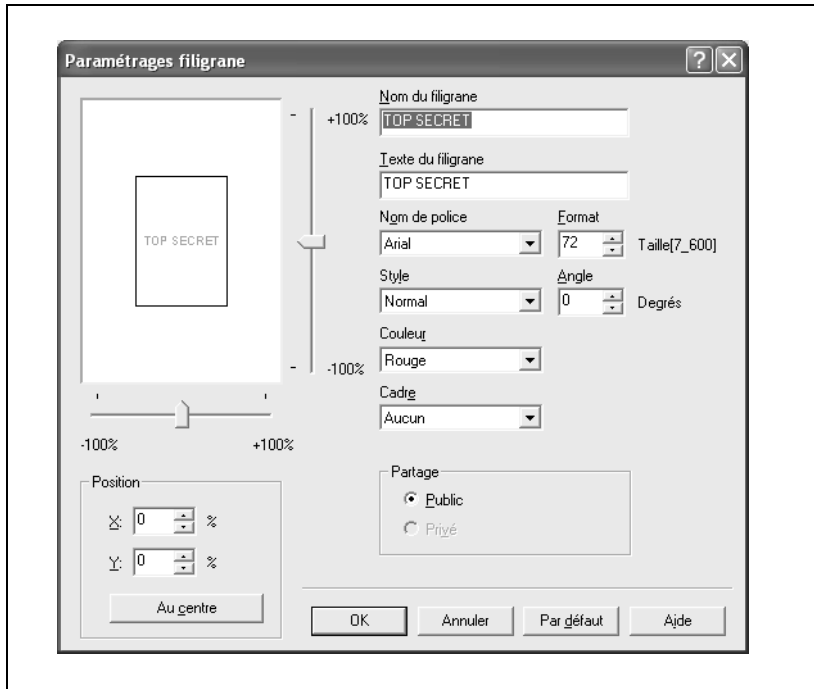 Paramétrages filigrane
Nom du filigrane
+100%
TOP SECRET
Texte du filigrane
TOP SECRET
Nom de police
Format
TOP SECRET
Arial
72
Taille[7_600]
Style
Angle
Normal
0
Degrés
Couleur
Rouge
-100%
Cadre
Aucun
-100%
+100%
Position
X: 0 %
Y: 0 %
Au centre
Partage
Public
Privé
OK
Annuler
Par défaut
Aide